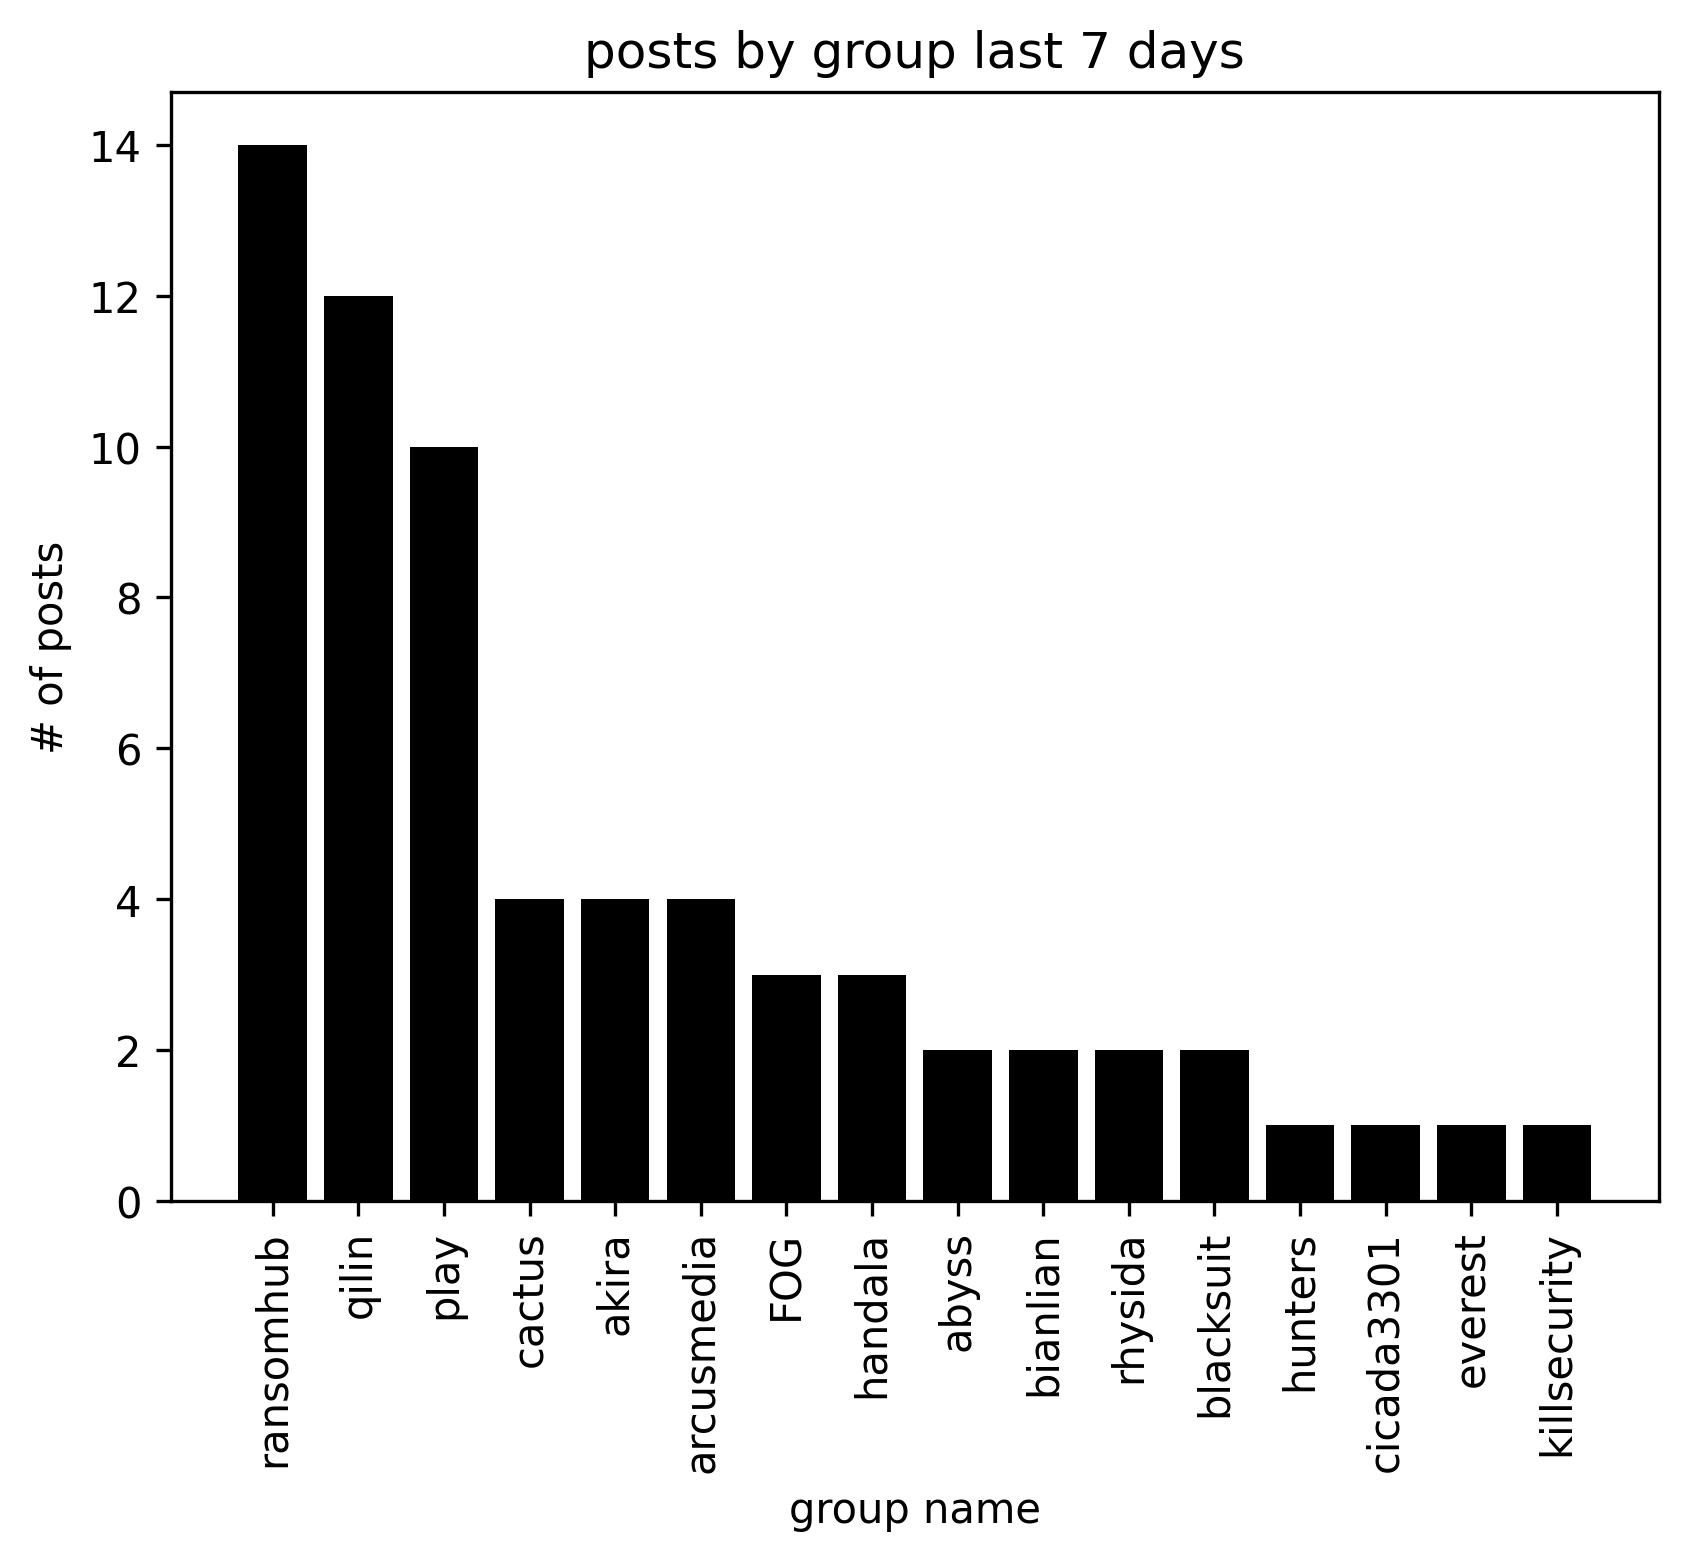 posts by group last 7 days
# of posts
14
12
10
8
6
4
2
0
ransomhub
qilin
play
cactus
akira
arcusmedia
FOG
handala
abyss
bianlian
rhysida
blacksuit
hunters
cicada3301
everest
killsecurity
group name